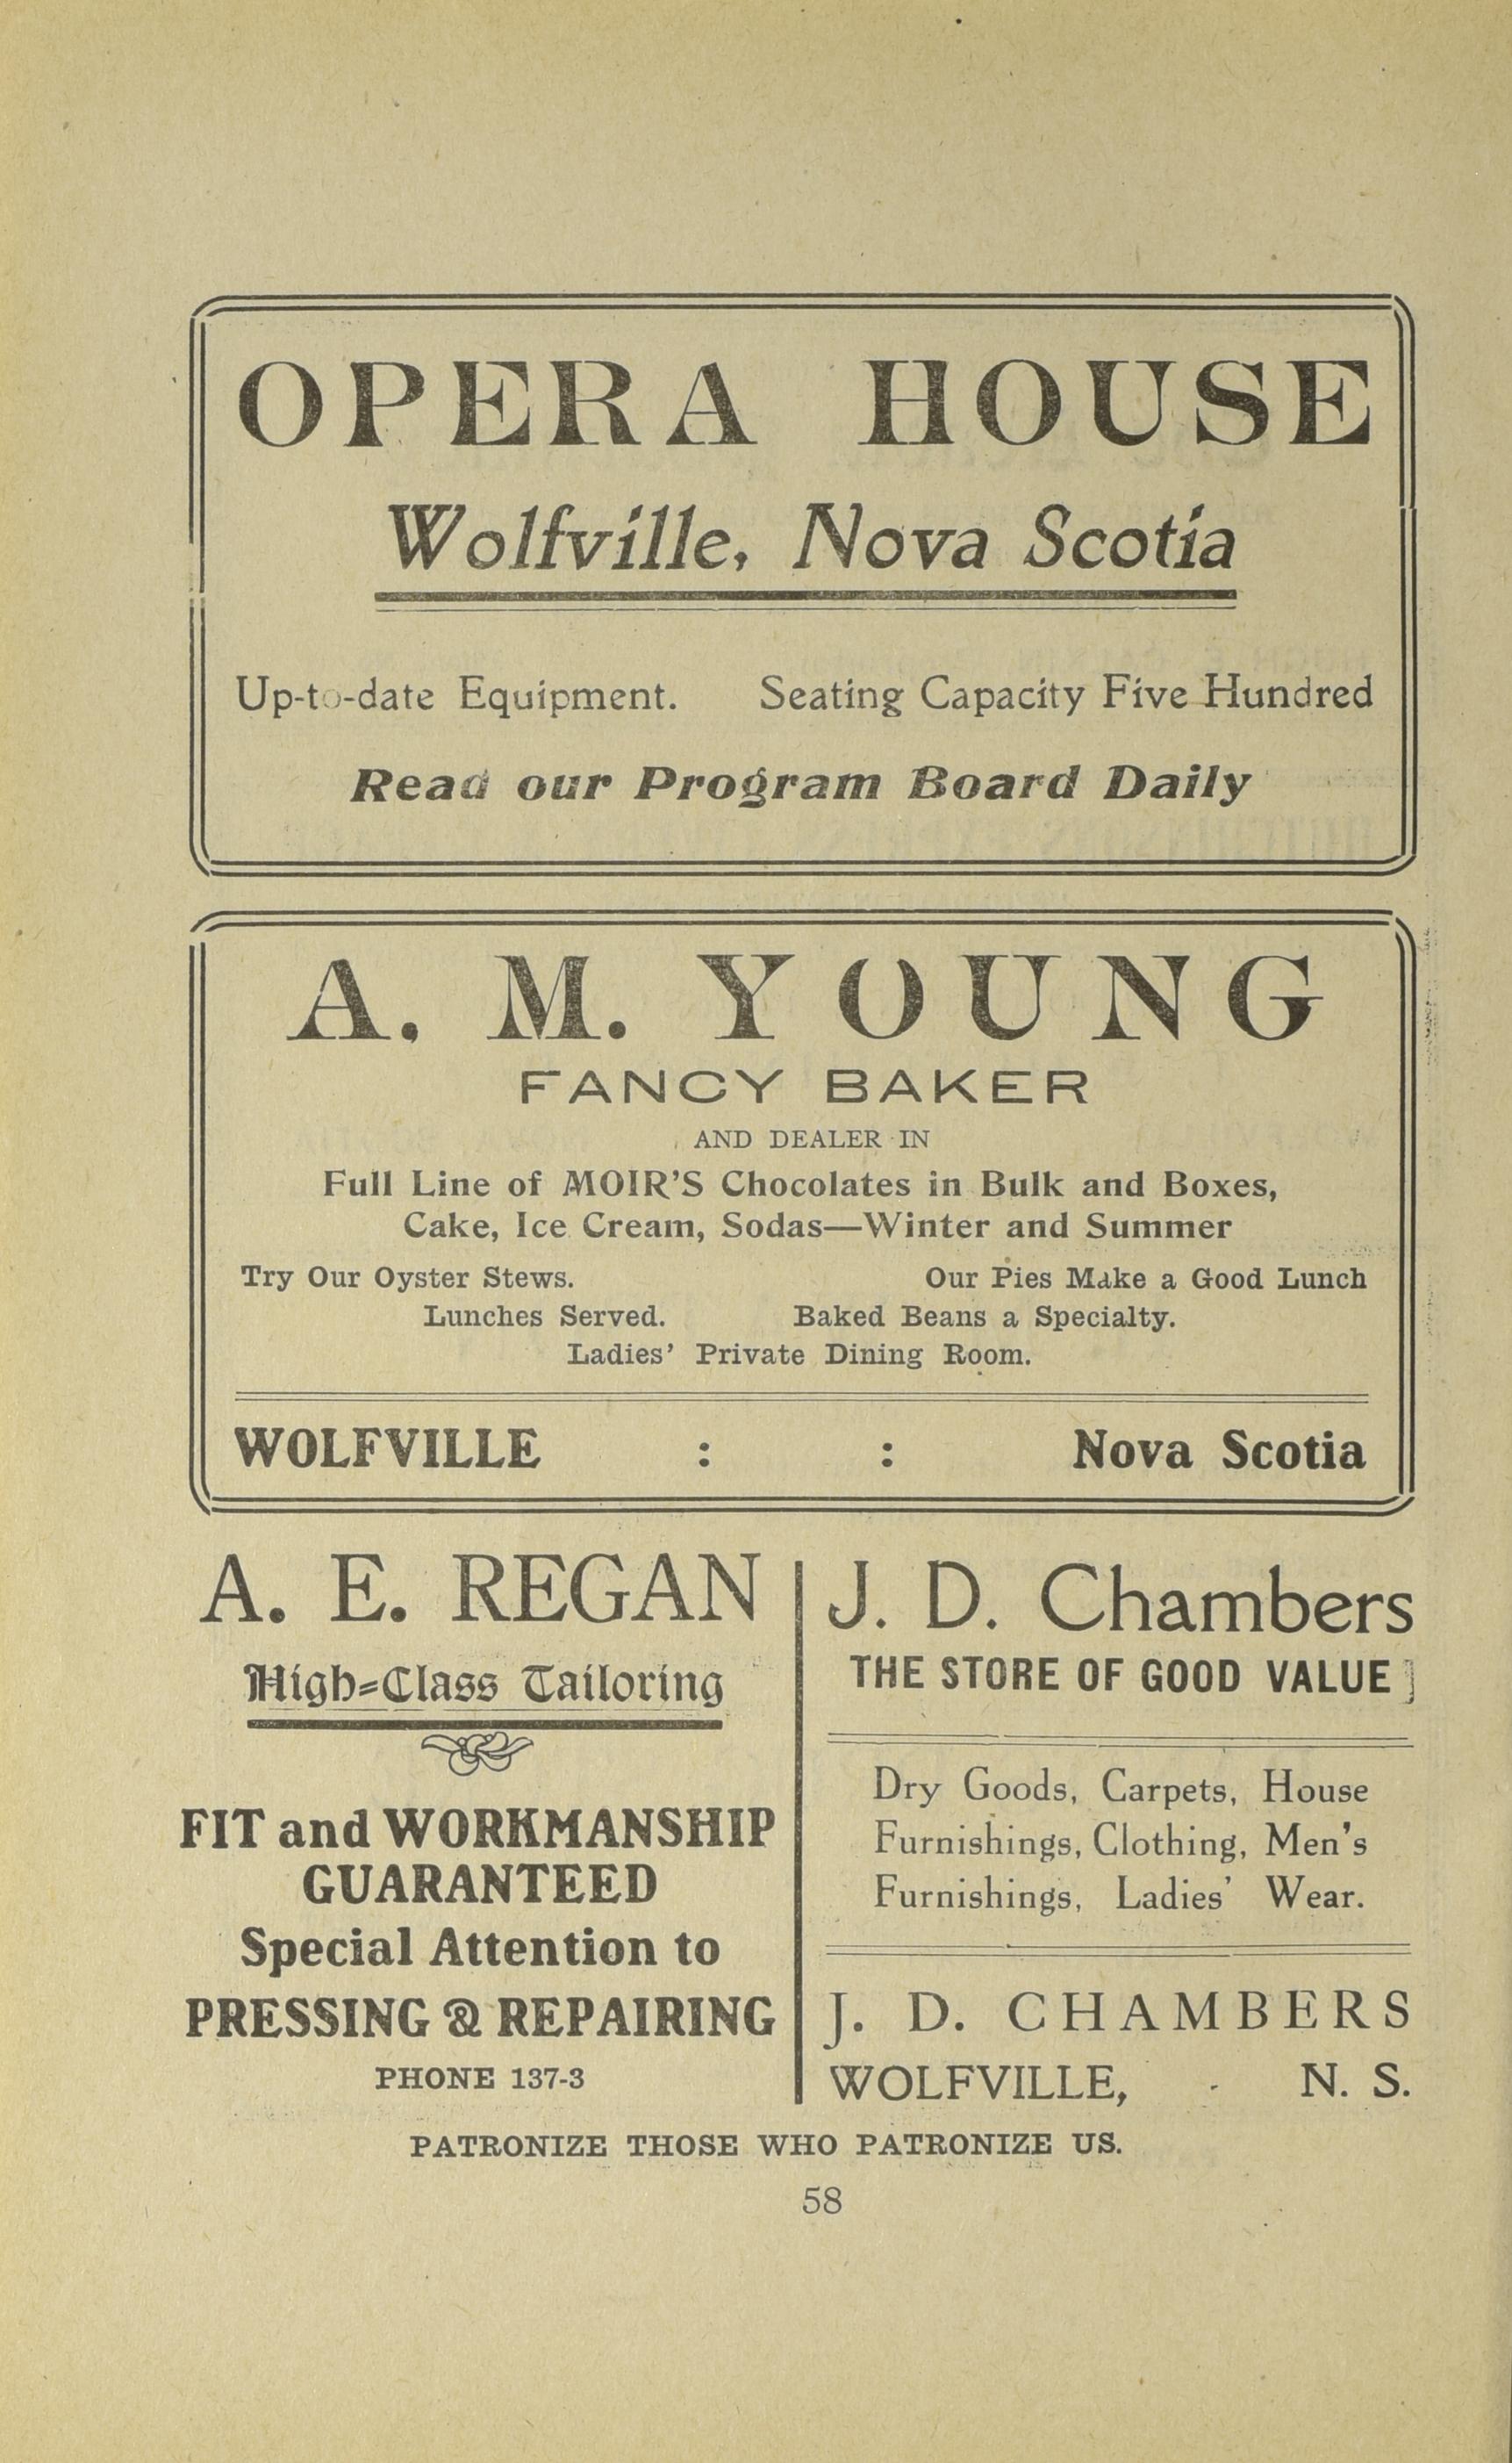 OPERA HOUSE
Wolfville, Nova Scotia
Up-to-date Equipment. Seating Capacity Five Hundred
Read our Program Board Daily
A. M. YOUNG
FANCY BAKER
AND DEALER IN
Full Line of MOIR'S Chocolates in Bulk and Boxes,
Cake, Ice Cream, Sodas—Winter and Summer
Try Our Oyster Stews. Our Pies Make a Good Lunch
Lunches Served. Baked Beans a Specialty.
Ladies' Private Dining Room.
WOLFVILLE : : Nova Scotia
A. E. REGAN
High-Class Tailoring
FIT and WORKMANSHIP
GUARANTEED
Special Attention to
PRESSING & REPAIRING
PHONE 137-3
J. D. Chambers
THE STORE OF GOOD VALUE ]
Dry Goods, Carpets, House
Furnishings, Clothing, Men's
Furnishings, Ladies' Wear.
J. D. CHAMBERS
WOLFVILLE, - N. S.
PATRONIZE THOSE WHO PATRONIZE US.
58